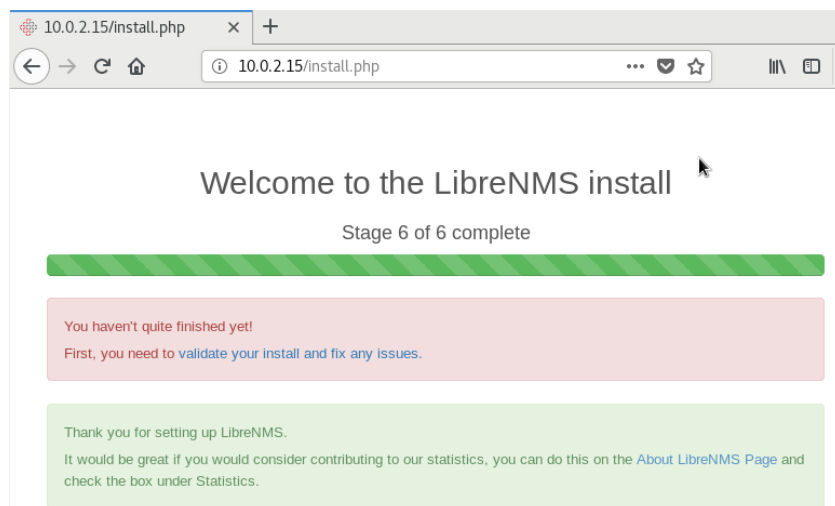 10.0.2.15/install.php
10.0.2.15/install.php
Welcome to the LibreNMS install
Stage 6 of 6 complete
You haven't quite finished yet!
First, you need to validate your install and fix any issues.
Thank you for setting up LibreNMS.
It would be great if you would consider contributing to our statistics, you can do this on the About LibreNMS Page and
check the box under Statistics.